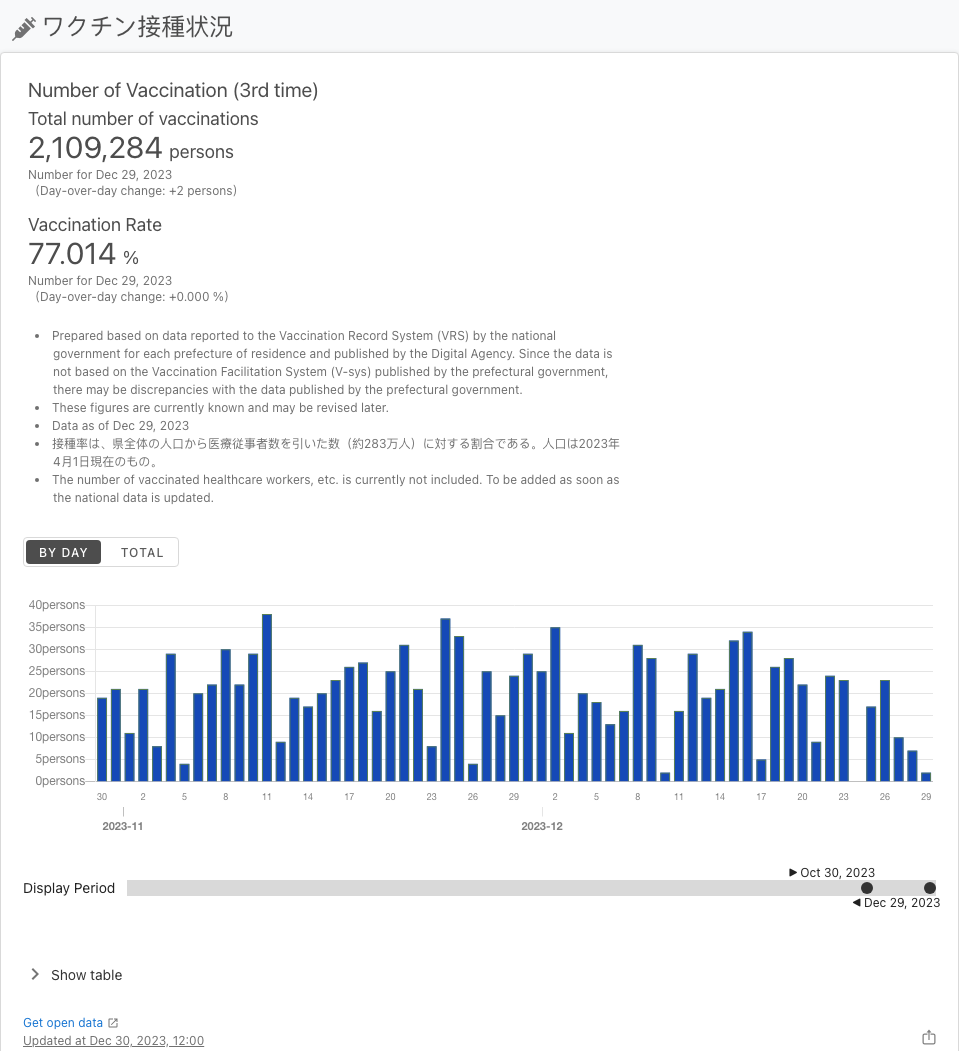 ワクチン接種状況
Number of Vaccination (3rd time)
Total number of vaccinations
2,109,284 persons
Number for Dec 29, 2023
(Day-over-day change: +2 persons)
Vaccination Rate
77.014 %
Number for Dec 29, 2023
(Day-over-day change: +0.000 %)
• Prepared based on data reported to the Vaccination Record System (VRS) by the national
government for each prefecture of residence and published by the Digital Agency. Since the data is
not based on the Vaccination Facilitation System (V-sys) published by the prefectural government,
there may be discrepancies with the data published by the prefectural government.
• These figures are currently known and may be revised later.
• Data as of Dec 29, 2023
• 接種率は、県全体の人口から医療従事者数を引いた数（約283万人）に対する割合である。人口は2023年
4月1日現在のもの。
• The number of vaccinated healthcare workers, etc. is currently not included. To be added as soon as
the national data is updated.
BY DAY TOTAL
40persons
35persons
30persons
25persons
20persons
15persons
10persons
5persons
0persons
30 2 5 8 11 14 17 20 23 26 29 2 5 8 11 14 17 20 23 26 29
2023-11 2023-12
Oct 30, 2023
Display Period
Dec 29, 2023
Show table
Get open data
Updated at Dec 30, 2023, 12:00